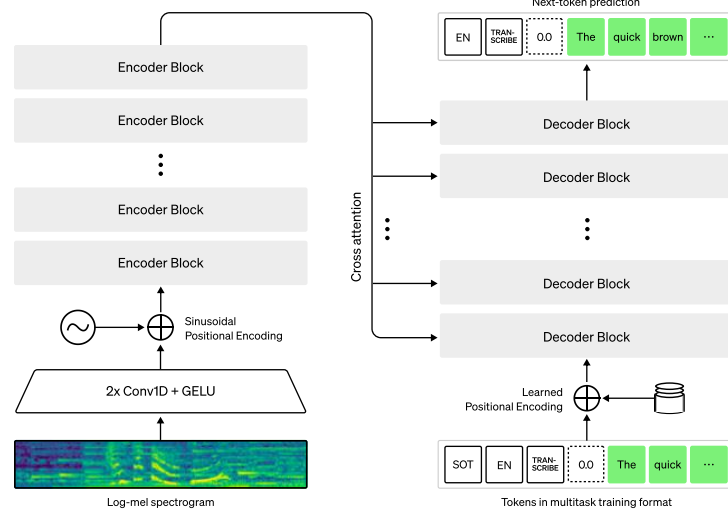 Next-token prediction
EN TRAN-SCRIBE 0.0 The quick brown ...
Encoder Block
Encoder Block
Encoder Block
Encoder Block
Sinusoidal
Positional Encoding
2x Conv1D + GELU
Log-mel spectrogram
Cross attention
Decoder Block
Decoder Block
Decoder Block
Decoder Block
Learned
Positional Encoding
SOT EN TRAN-SCRIBE 0.0 The quick ...
Tokens in multitask training format